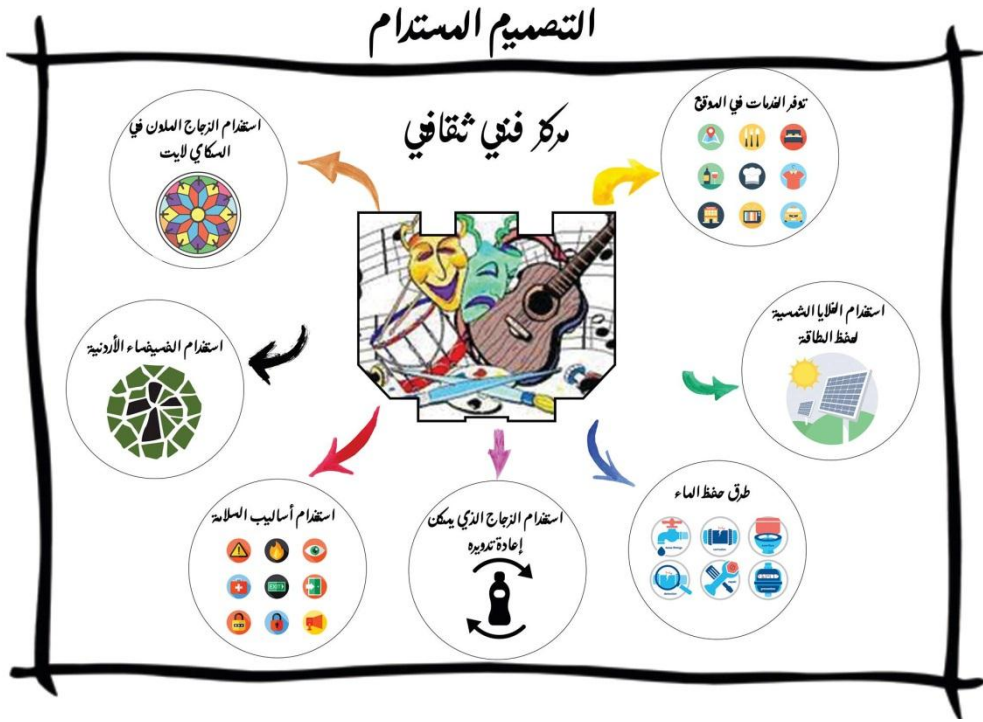 التصميم المستدام
مركز فني ثقافي
توفر الخدمات في الموقع
استخدام الزجاج الملون في
السكاي لايت
استخدام الخلايا الشمسية
لحفظ الطاقة
استخدام الفسيفساء الأردنية
طرق حفظ الماء
استخدام الزجاج الذي يمكن
إعادة تدويره
استخدام أساليب السلامة